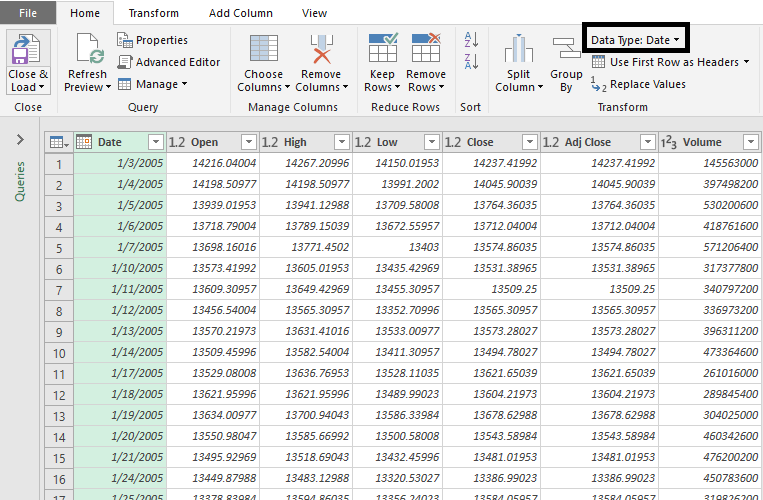 File Home Transform Add Column View
Close & Load
Refresh Preview
Properties
Advanced Editor
Manage
Choose Columns
Remove Columns
Keep Rows
Remove Rows
A Z
Z A
Split Column
Group By
Data Type: Date
Use First Row as Headers
1 2 Replace Values
Close Query Manage Columns Reduce Rows Sort Transform
Queries
Date 1.2 Open 1.2 High 1.2 Low 1.2 Close 1.2 Adj Close 123 Volume
1 1/3/2005 14216.04004 14267.20996 14150.01953 14237.41992 14237.41992 145563000
2 1/4/2005 14198.50977 14198.50977 13991.2002 14045.90039 14045.90039 397498200
3 1/5/2005 13939.01953 13941.12988 13709.58008 13764.36035 13764.36035 530200600
4 1/6/2005 13718.79004 13789.15039 13672.55957 13712.04004 13712.04004 418761600
5 1/7/2005 13698.16016 13771.4502 13403 13574.86035 13574.86035 571206400
6 1/10/2005 13573.41992 13605.01953 13435.42969 13531.38965 13531.38965 317377800
7 1/11/2005 13609.30957 13649.42969 13455.30957 13509.25 13509.25 340797200
8 1/12/2005 13456.54004 13565.30957 13352.70996 13565.30957 13565.30957 336973200
9 1/13/2005 13570.21973 13631.41016 13533.00977 13573.28027 13573.28027 396311200
10 1/14/2005 13509.45996 13582.54004 13411.30957 13494.78027 13494.78027 473364600
11 1/17/2005 13529.08008 13636.76953 13528.11035 13621.65039 13621.65039 261016000
12 1/18/2005 13621.95996 13621.95996 13489.99023 13604.21973 13604.21973 289845400
13 1/19/2005 13634.00977 13700.94043 13586.33984 13678.62988 13678.62988 304025000
14 1/20/2005 13550.98047 13585.66992 13500.58008 13543.58984 13543.58984 460342600
15 1/21/2005 13495.92969 13518.69043 13432.45996 13481.01953 13481.01953 476200200
16 1/24/2005 13449.87988 13483.12988 13320.53027 13386.99023 13386.99023 450783600
17 1/25/2005 13378.83984 13594.86035 13356.24023 13584.05957 13584.05957 319826200